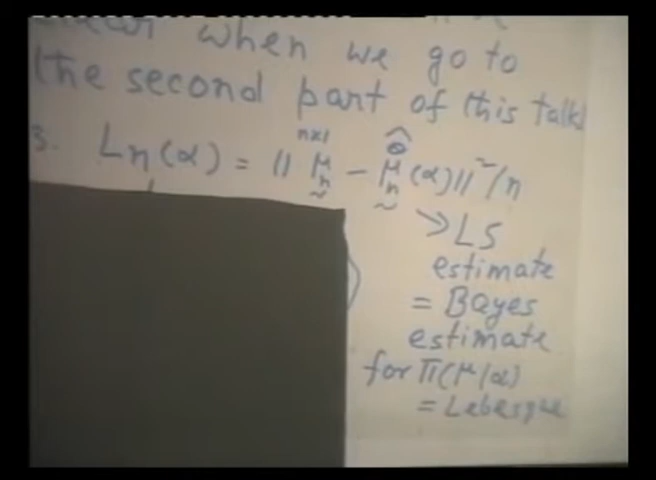 when we go to
(the second part of this talk)
3. Ln(α) = || μ̰n n×1 − μ̰̂n(α)||²/n
→ LS
estimate
= Bayes
estimate
for Π(μ/α)
= Lebesgue